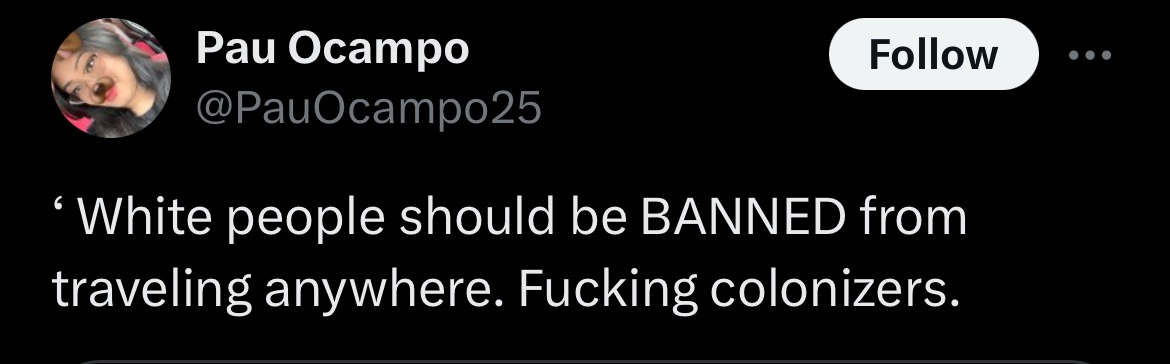 Pau Ocampo
@PauOcampo25
Follow
‘ White people should be BANNED from
traveling anywhere. Fucking colonizers.